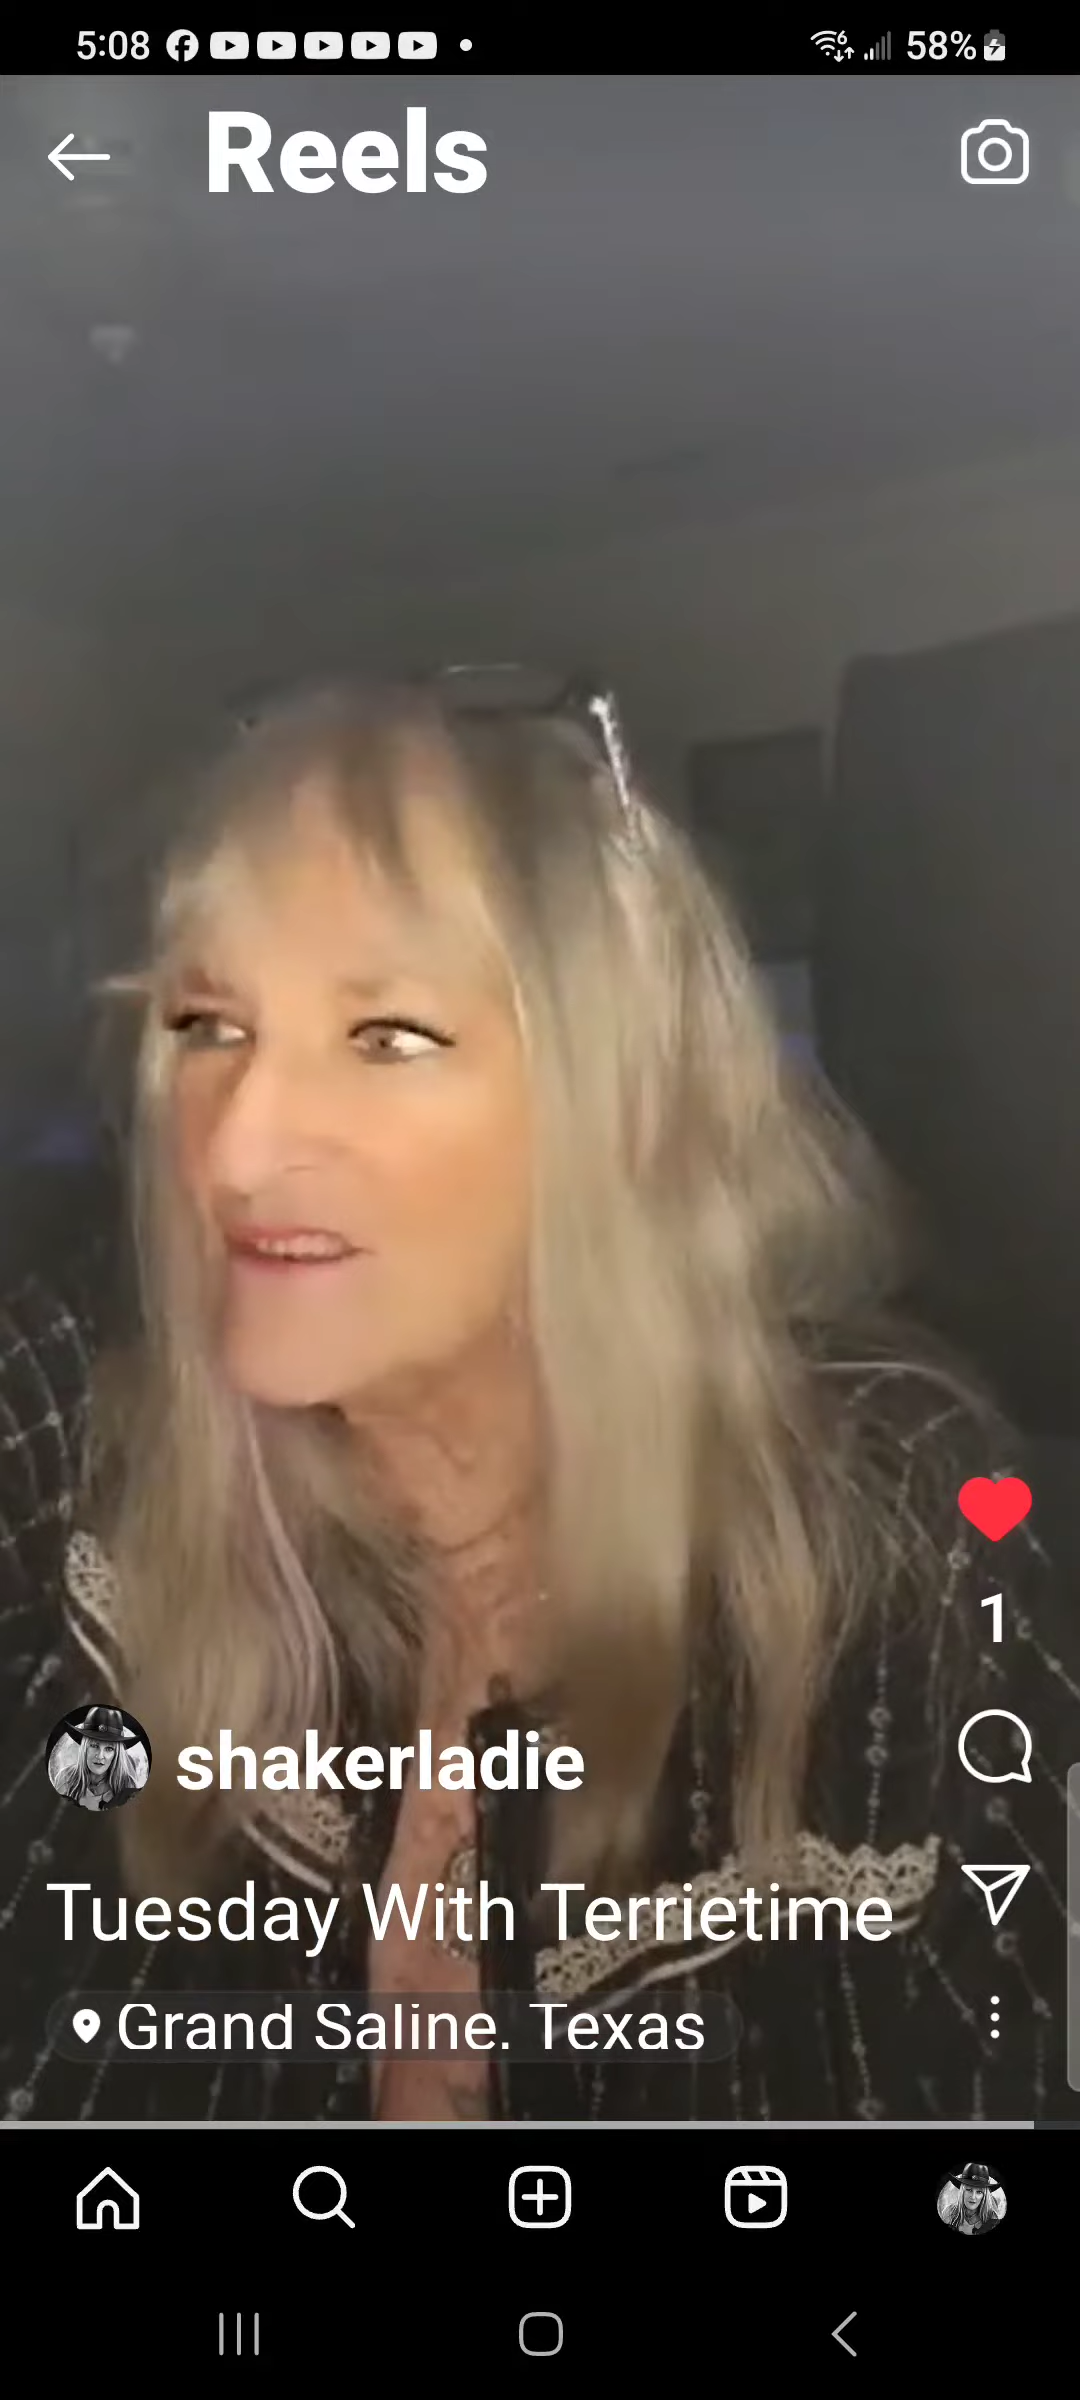 5:08
58%
Reels
1
shakerladie
Tuesday With Terrietime
Grand Saline, Texas